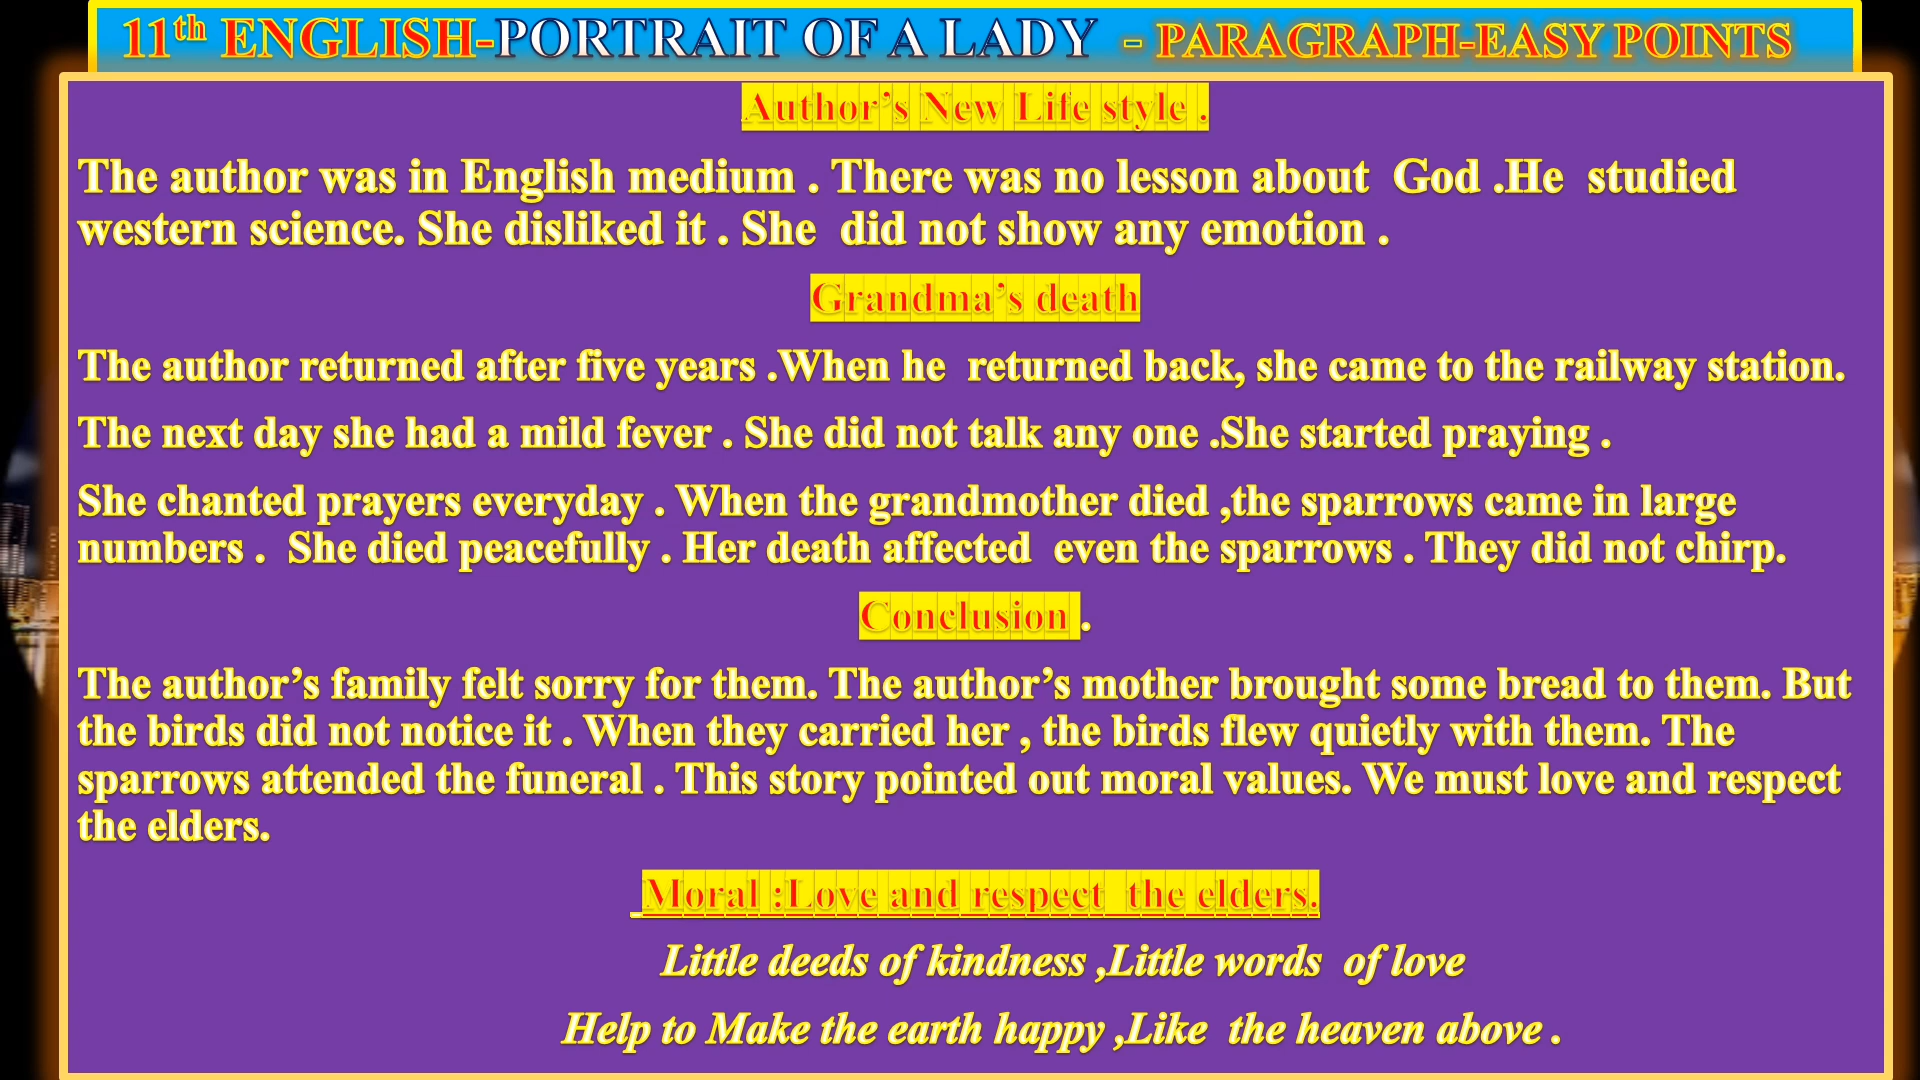 11th ENGLISH-PORTRAIT OF A LADY - PARAGRAPH-EASY POINTS
Author’s New Life style .
The author was in English medium . There was no lesson about God .He studied
western science. She disliked it . She did not show any emotion .
Grandma’s death
The author returned after five years .When he returned back, she came to the railway station.
The next day she had a mild fever . She did not talk any one .She started praying .
She chanted prayers everyday . When the grandmother died ,the sparrows came in large
numbers . She died peacefully . Her death affected even the sparrows . They did not chirp.
Conclusion .
The author’s family felt sorry for them. The author’s mother brought some bread to them. But
the birds did not notice it . When they carried her , the birds flew quietly with them. The
sparrows attended the funeral . This story pointed out moral values. We must love and respect
the elders.
Moral :Love and respect the elders.
Little deeds of kindness ,Little words of love
Help to Make the earth happy ,Like the heaven above .